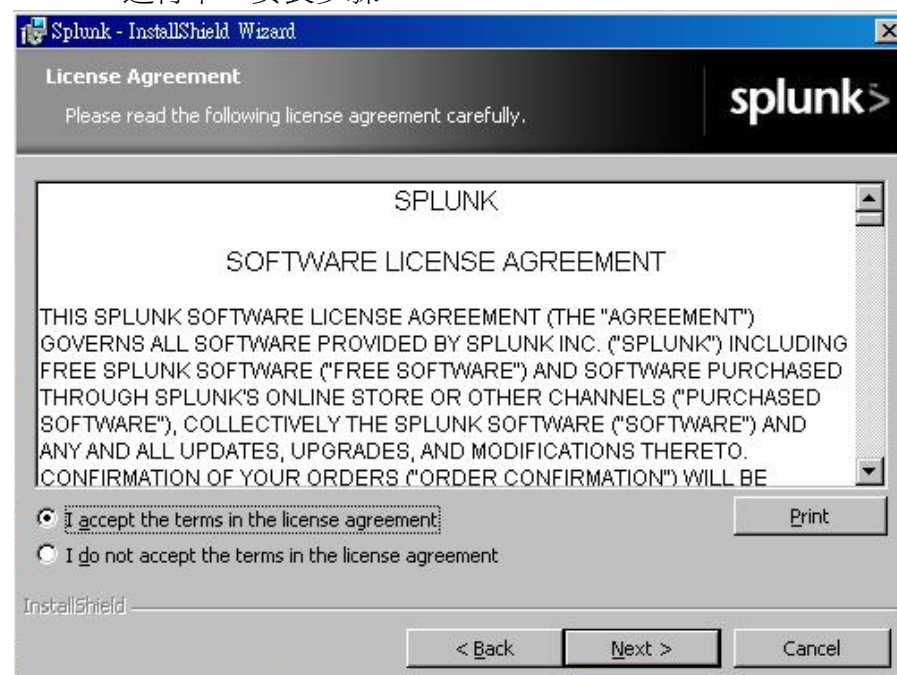 Splunk - InstallShield Wizard
License Agreement
Please read the following license agreement carefully.
splunk>
SPLUNK
SOFTWARE LICENSE AGREEMENT
THIS SPLUNK SOFTWARE LICENSE AGREEMENT (THE "AGREEMENT")
GOVERNS ALL SOFTWARE PROVIDED BY SPLUNK INC. ("SPLUNK") INCLUDING
FREE SPLUNK SOFTWARE ("FREE SOFTWARE") AND SOFTWARE PURCHASED
THROUGH SPLUNK'S ONLINE STORE OR OTHER CHANNELS ("PURCHASED
SOFTWARE"), COLLECTIVELY THE SPLUNK SOFTWARE ("SOFTWARE") AND
ANY AND ALL UPDATES, UPGRADES, AND MODIFICATIONS THERETO.
CONFIRMATION OF YOUR ORDERS ("ORDER CONFIRMATION") WILL BE
I accept the terms in the license agreement
Print
I do not accept the terms in the license agreement
InstallShield
< Back Next > Cancel